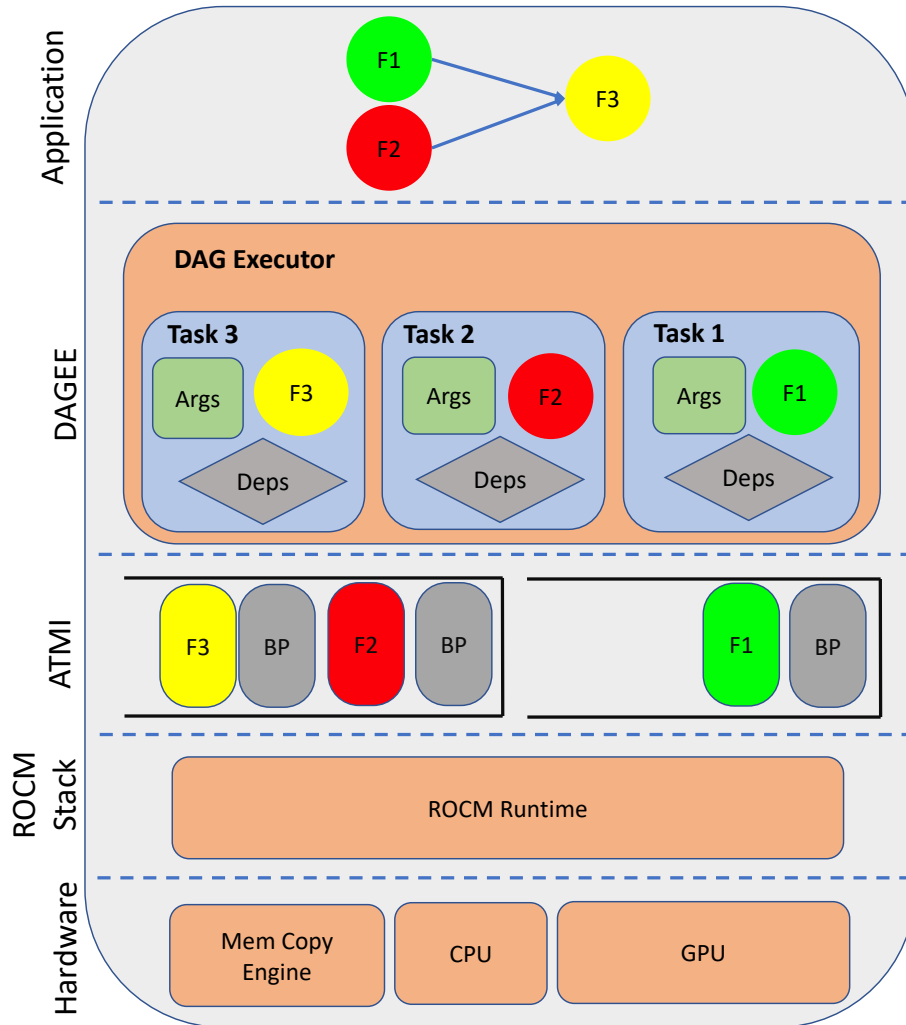 Application
F1
F3
F2
DAGEE
DAG Executor
Task 3
Args
F3
Deps
Task 2
Args
F2
Deps
Task 1
Args
F1
Deps
ATMI
F3
BP
F2
BP
F1
BP
ROCM
Stack
ROCM Runtime
Hardware
Mem Copy
Engine
CPU
GPU